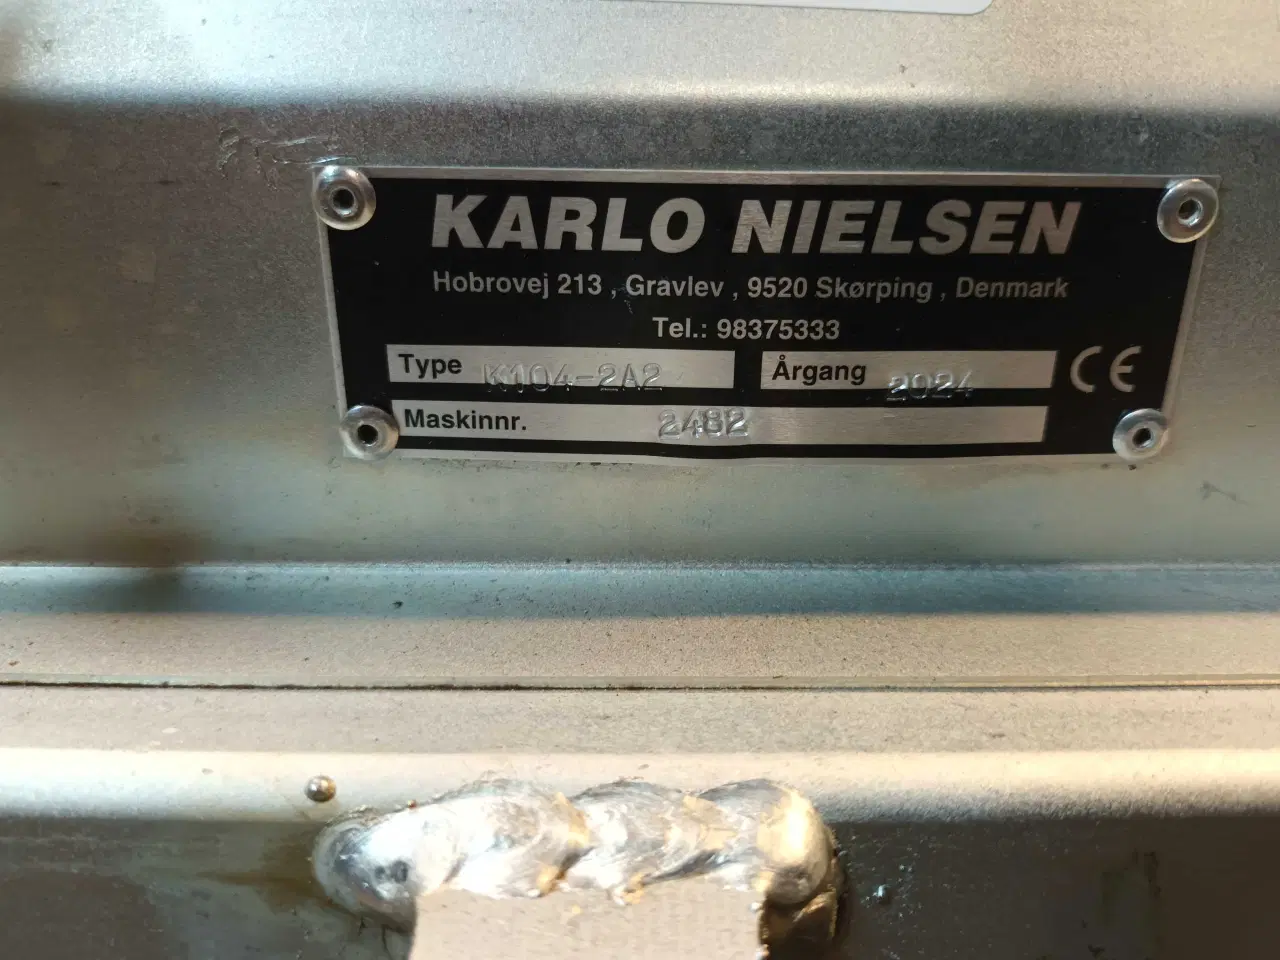 KARLO NIELSEN
Hobrovej 213 , Gravlev , 9520 Skørping , Denmark
Tel.: 98375333
Type K104-2A2 Årgang 2024 CE
Maskinnr. 2482